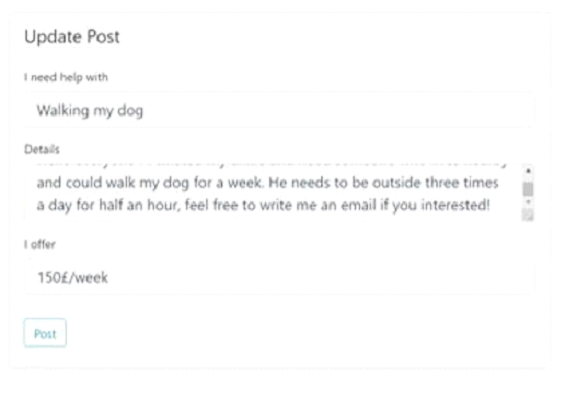 Update Post
I need help with
Walking my dog
Details
and could walk my dog for a week. He needs to be outside three times
a day for half an hour, feel free to write me an email if you interested!
I offer
150£/week
Post